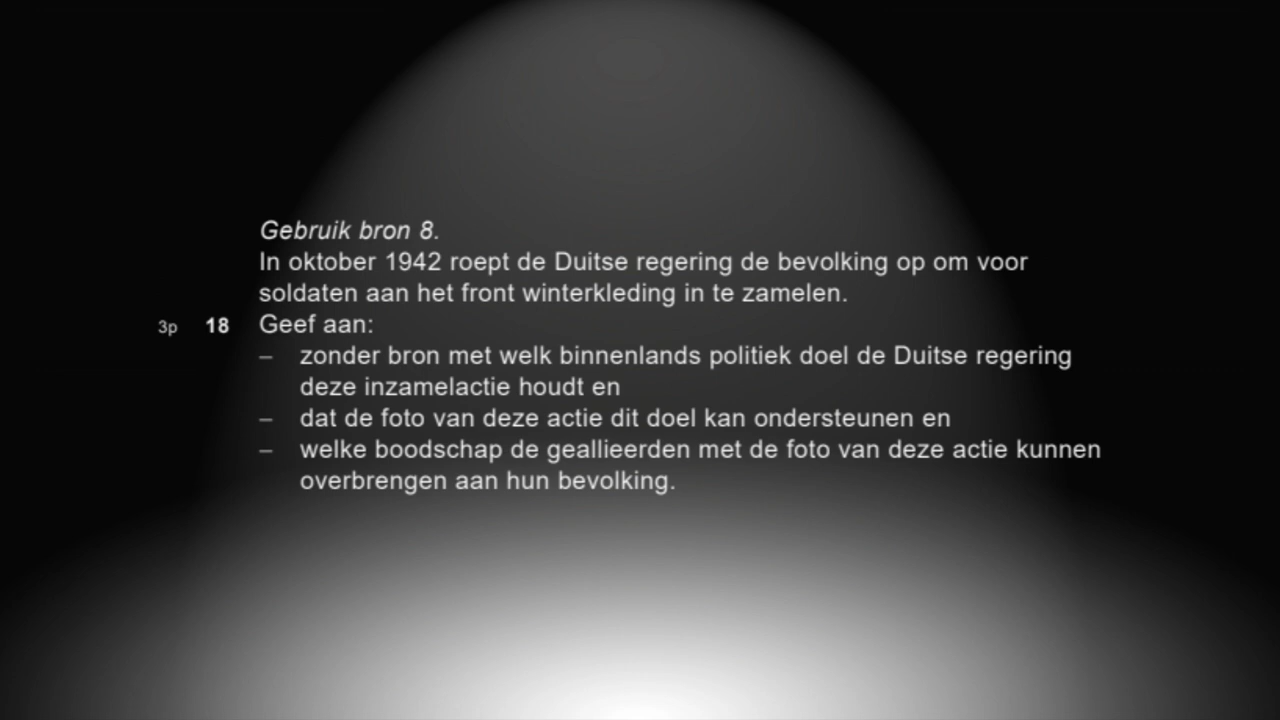 Gebruik bron 8.
In oktober 1942 roept de Duitse regering de bevolking op om voor
soldaten aan het front winterkleding in te zamelen.
3p 18 Geef aan:
– zonder bron met welk binnenlands politiek doel de Duitse regering
deze inzamelactie houdt en
– dat de foto van deze actie dit doel kan ondersteunen en
– welke boodschap de geallieerden met de foto van deze actie kunnen
overbrengen aan hun bevolking.